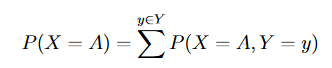 P(X = Λ) = ∑^{y∈Y} P(X = Λ, Y = y)